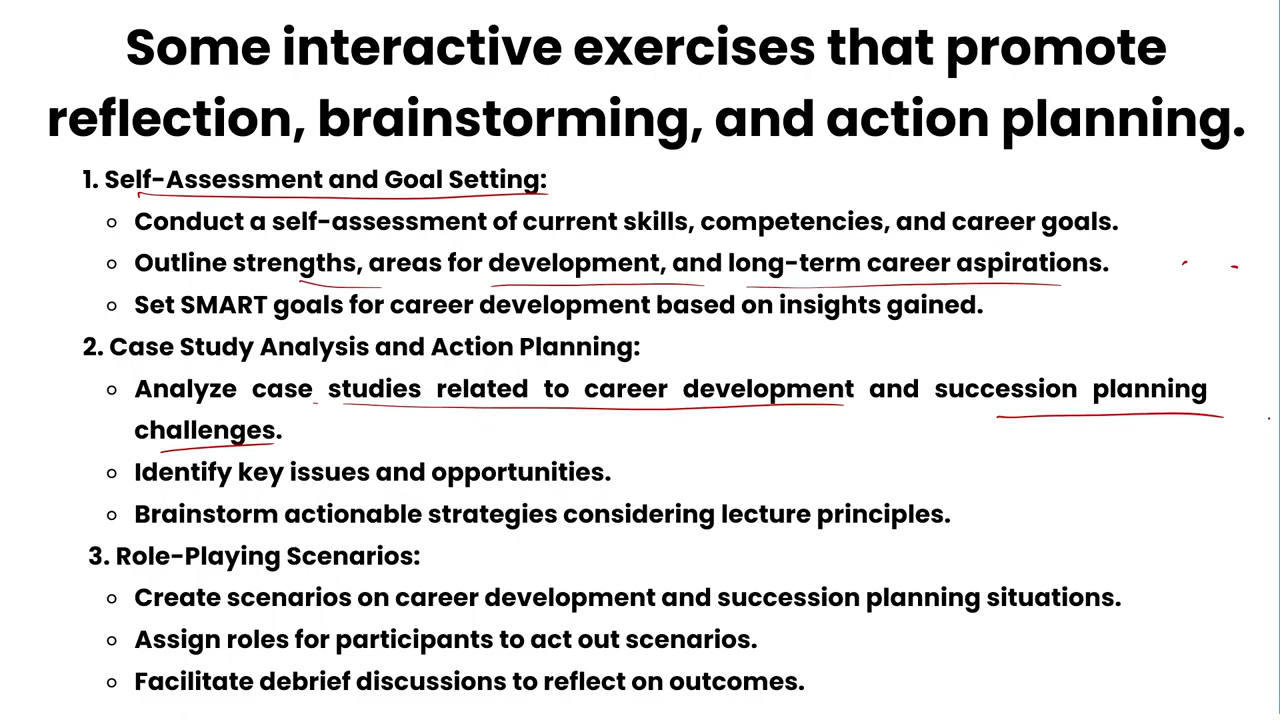 Some interactive exercises that promote
reflection, brainstorming, and action planning.
1. Self-Assessment and Goal Setting:
Conduct a self-assessment of current skills, competencies, and career goals.
Outline strengths, areas for development, and long-term career aspirations.
Set SMART goals for career development based on insights gained.
2. Case Study Analysis and Action Planning:
Analyze case studies related to career development and succession planning
challenges.
Identify key issues and opportunities.
Brainstorm actionable strategies considering lecture principles.
3. Role-Playing Scenarios:
Create scenarios on career development and succession planning situations.
Assign roles for participants to act out scenarios.
Facilitate debrief discussions to reflect on outcomes.